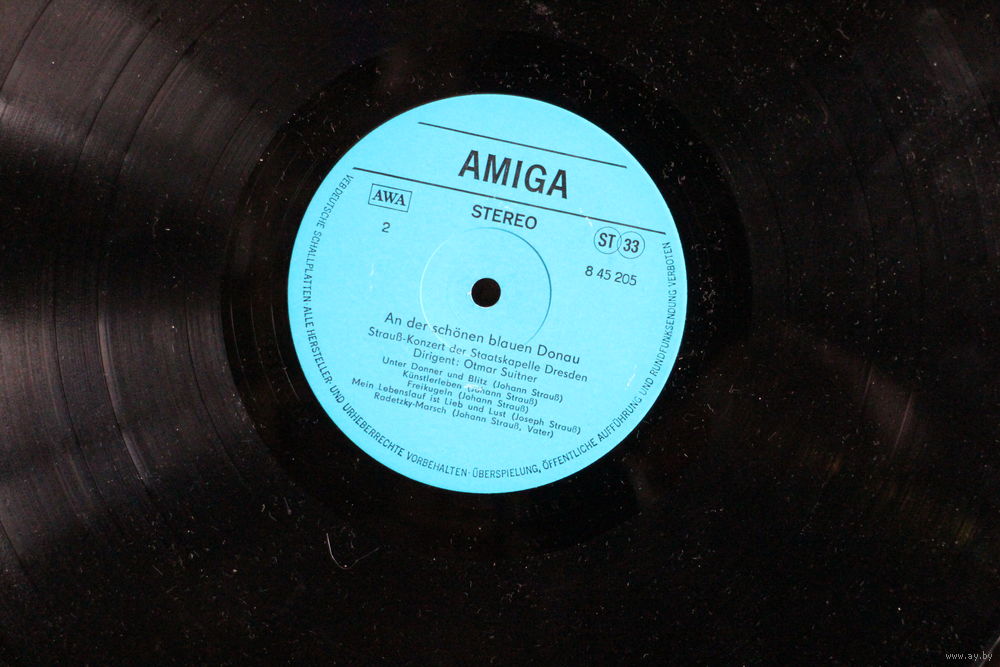 AMIGA
AWA
STEREO
2
ST 33
8 45 205
An der schönen blauen Donau
Strauß-Konzert der Staatskapelle Dresden
Dirigent: Otmar Suitner
Unter Donner und Blitz (Johann Strauß)
Künstlerleben (Johann Strauß)
Freikugeln (Johann Strauß)
Mein Lebenslauf ist Lieb und Lust (Joseph Strauß)
Radetzky-Marsch (Johann Strauß, Vater)
VEB DEUTSCHE SCHALLPLATTEN ALLE HERSTELLER- UND URHEBERRECHTE VORBEHALTEN · ÜBERSPIELUNG, ÖFFENTLICHE AUFFÜHRUNG UND RUNDFUNKSENDUNG VERBOTEN
www.ay.by